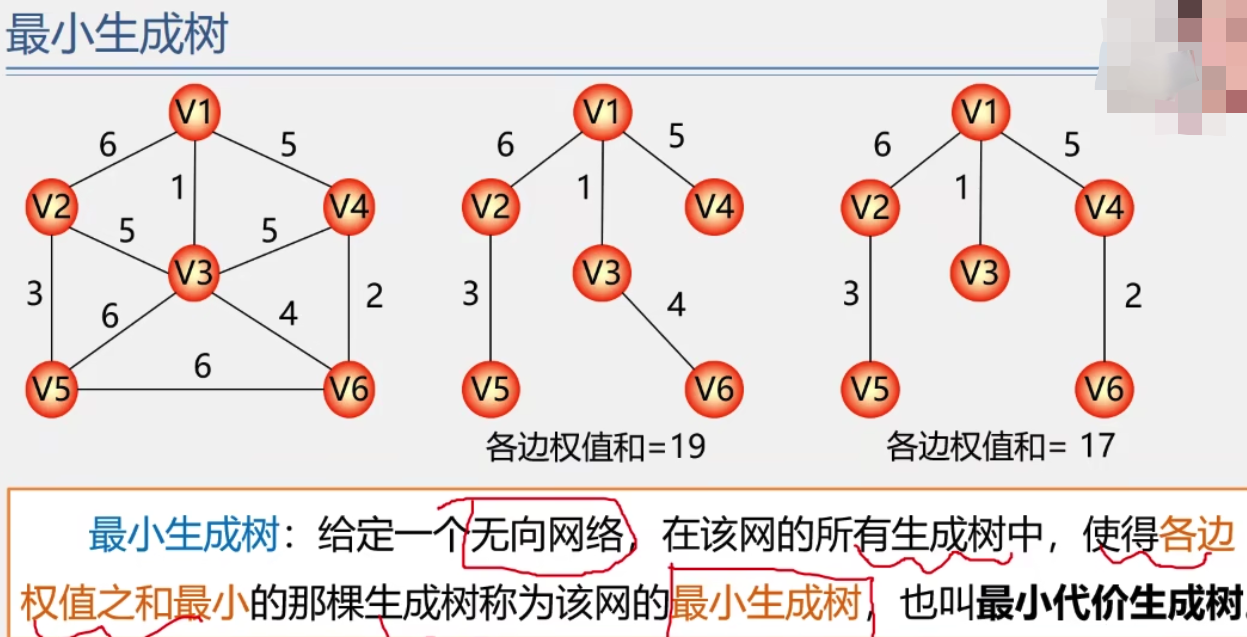 最小生成树
V1 V1 V1
6 5 6 5 6 5
1 1 1
V2 V4 V2 V4 V2 V4
5 5
V3 V3 V3
3 2 3 3 2
6 4 4
6
V5 V6 V5 V6 V5 V6
各边权值和=19 各边权值和= 17
最小生成树：给定一个无向网络，在该网的所有生成树中，使得各边
权值之和最小的那棵生成树称为该网的最小生成树，也叫最小代价生成树